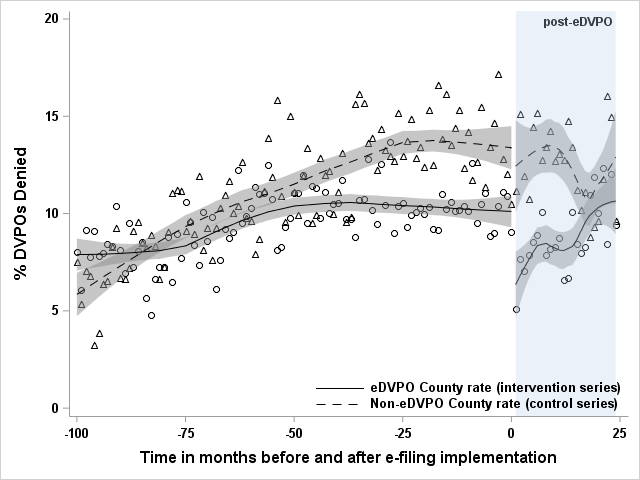 post-eDVPO
20
15
10
5
0
% DVPOs Denied
eDVPO County rate (intervention series)
Non-eDVPO County rate (control series)
-100 -75 -50 -25 0 25
Time in months before and after e-filing implementation